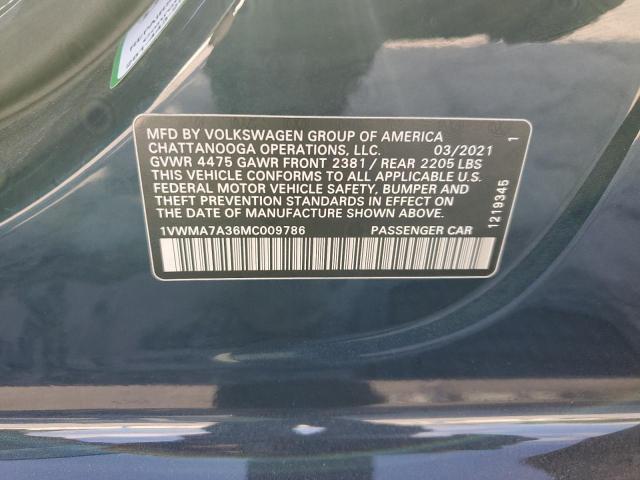 MFD BY VOLKSWAGEN GROUP OF AMERICA
CHATTANOOGA OPERATIONS, LLC. 03/2021
GVWR 4475 GAWR FRONT 2381 / REAR 2205 LBS
THIS VEHICLE CONFORMS TO ALL APPLICABLE U.S.
FEDERAL MOTOR VEHICLE SAFETY, BUMPER AND
THEFT PREVENTION STANDARDS IN EFFECT ON
THE DATE OF MANUFACTURE SHOWN ABOVE.
1VWMA7A36MC009786 PASSENGER CAR
1219345 1